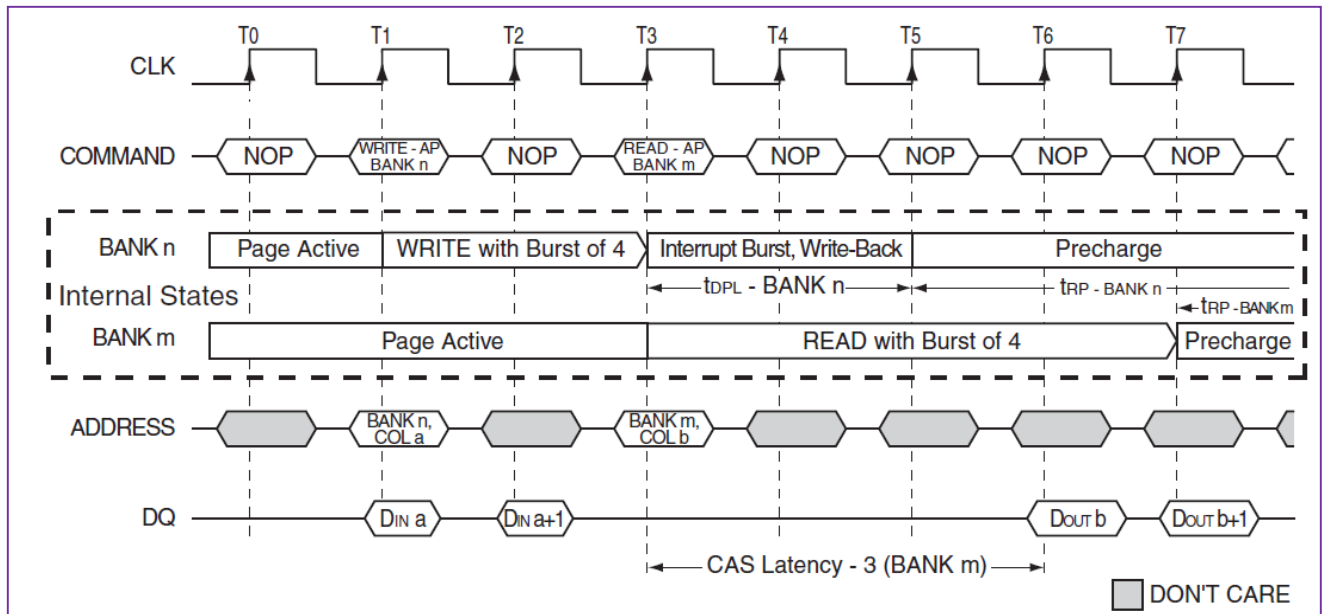 T0 T1 T2 T3 T4 T5 T6 T7
CLK
COMMAND NOP WRITE - AP NOP READ - AP NOP NOP NOP NOP
BANK n BANK m
BANK n Page Active WRITE with Burst of 4 Interrupt Burst, Write-Back Precharge
Internal States tDPL - BANK n tRP - BANK n
tRP - BANK m
BANK m Page Active READ with Burst of 4 Precharge
ADDRESS BANK n, BANK m,
COL a COL b
DQ DIN a DIN a+1 DOUT b DOUT b+1
CAS Latency - 3 (BANK m)
DON'T CARE